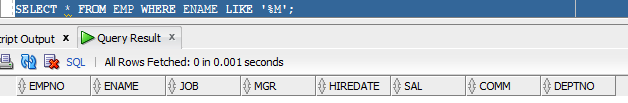 SELECT * FROM EMP WHERE ENAME LIKE '%M';
cript Output x Query Result x
SQL | All Rows Fetched: 0 in 0.001 seconds
EMPNO ENAME JOB MGR HIREDATE SAL COMM DEPTNO